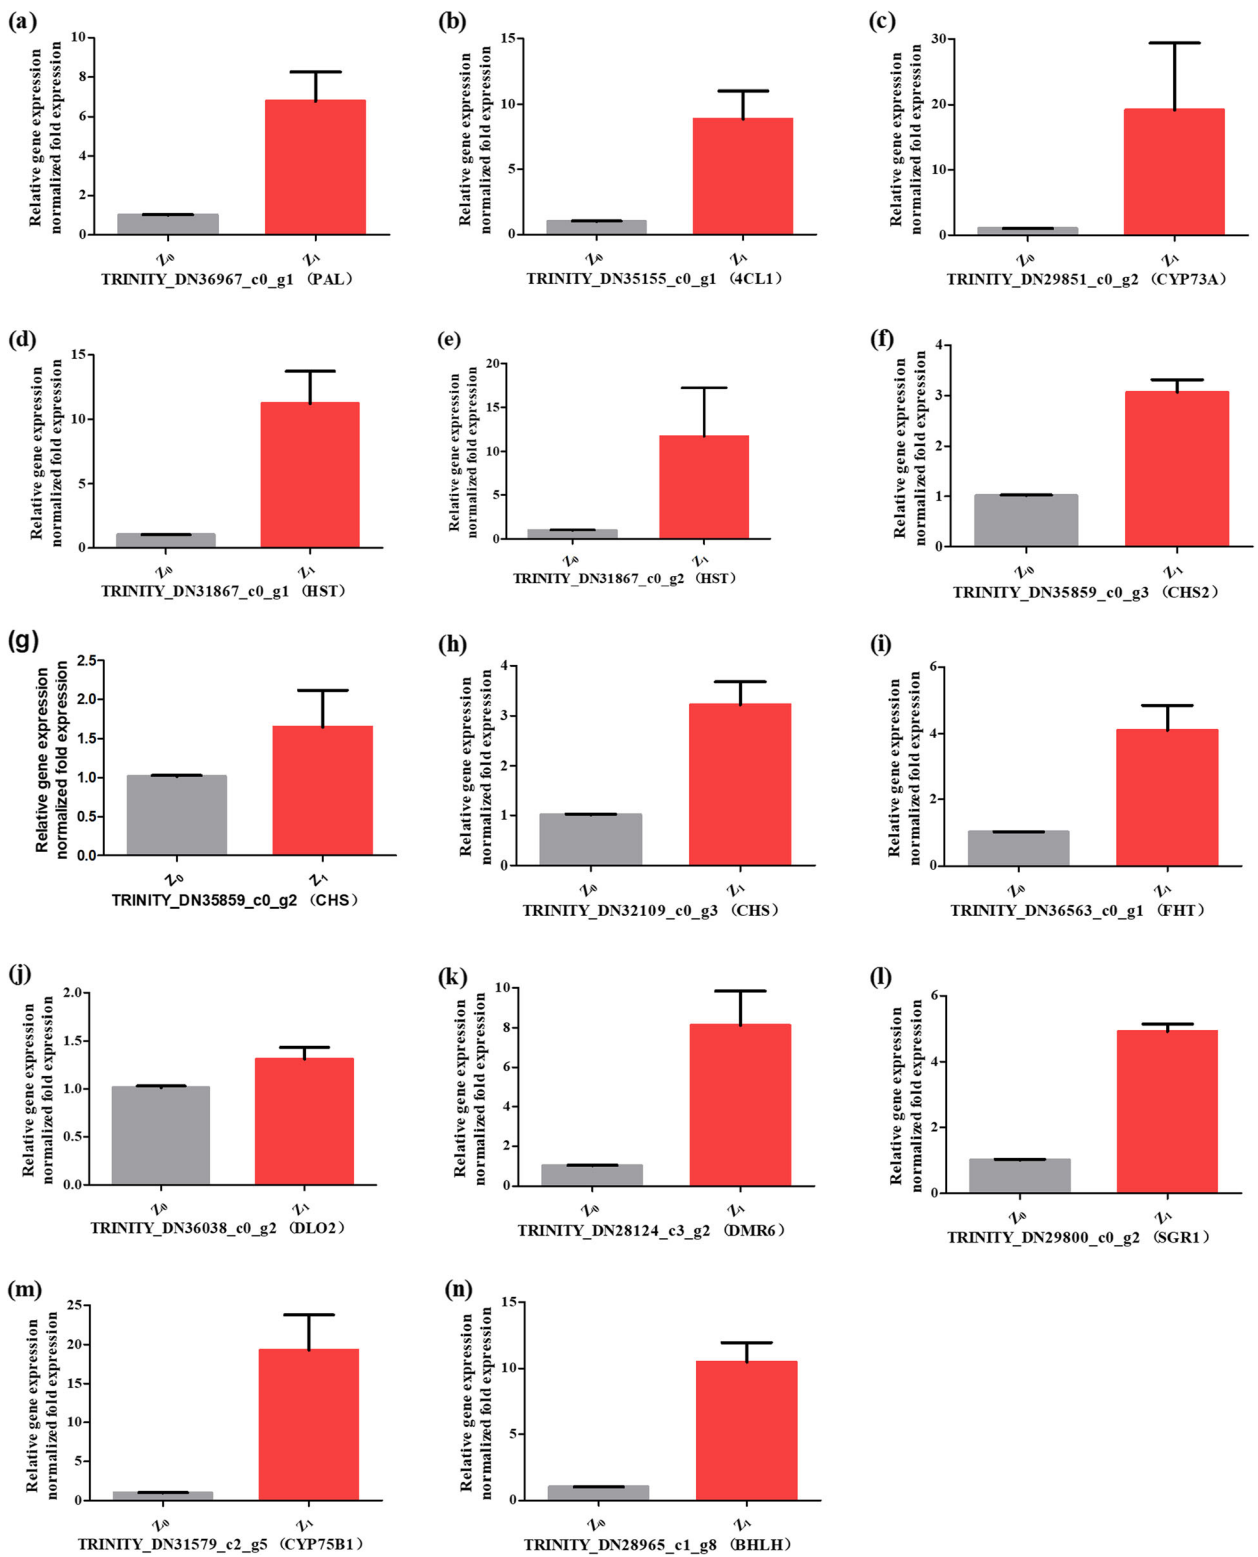 (a)
Relative gene expression
normalized fold expression
10
8
6
4
2
0
Z0
Z1
TRINITY_DN36967_c0_g1（PAL）
(b)
Relative gene expression
normalized fold expression
15
10
5
0
Z0
Z1
TRINITY_DN35155_c0_g1（4CL1）
(c)
Relative gene expression
normalized fold expression
30
20
10
0
Z0
Z1
TRINITY_DN29851_c0_g2（CYP73A）
(d)
Relative gene expression
normalized fold expression
15
10
5
0
Z0
Z1
TRINITY_DN31867_c0_g1（HST）
(e)
Relative gene expression
normalized fold expression
20
15
10
5
0
Z0
Z1
TRINITY_DN31867_c0_g2（HST）
(f)
Relative gene expression
normalized fold expression
4
3
2
1
0
Z0
Z1
TRINITY_DN35859_c0_g3（CHS2）
(g)
Relative gene expression
normalized fold expression
2.5
2.0
1.5
1.0
0.5
0.0
Z0
Z1
TRINITY_DN35859_c0_g2（CHS）
(h)
Relative gene expression
normalized fold expression
4
3
2
1
0
Z0
Z1
TRINITY_DN32109_c0_g3（CHS）
(i)
Relative gene expression
normalized fold expression
6
4
2
0
Z0
Z1
TRINITY_DN36563_c0_g1（FHT）
(j)
Relative gene expression
normalized fold expression
2.0
1.5
1.0
0.5
0.0
Z0
Z1
TRINITY_DN36038_c0_g2（DLO2）
(k)
Relative gene expression
normalized fold expression
10
8
6
4
2
0
Z0
Z1
TRINITY_DN28124_c3_g2（DMR6）
(l)
Relative gene expression
normalized fold expression
6
4
2
0
Z0
Z1
TRINITY_DN29800_c0_g2（SGR1）
(m)
Relative gene expression
normalized fold expression
25
20
15
10
5
0
Z0
Z1
TRINITY_DN31579_c2_g5（CYP75B1）
(n)
Relative gene expression
normalized fold expression
15
10
5
0
Z0
Z1
TRINITY_DN28965_c1_g8（BHLH）